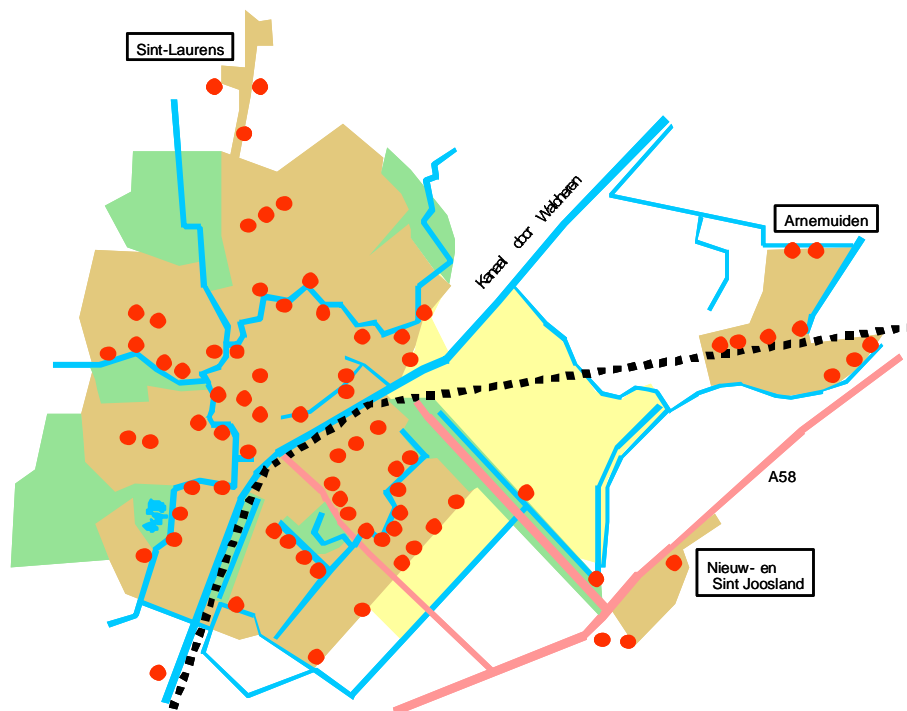 Sint-Laurens
Kanaal door Walcheren
Arnemuiden
A58
Nieuw- en
Sint Joosland